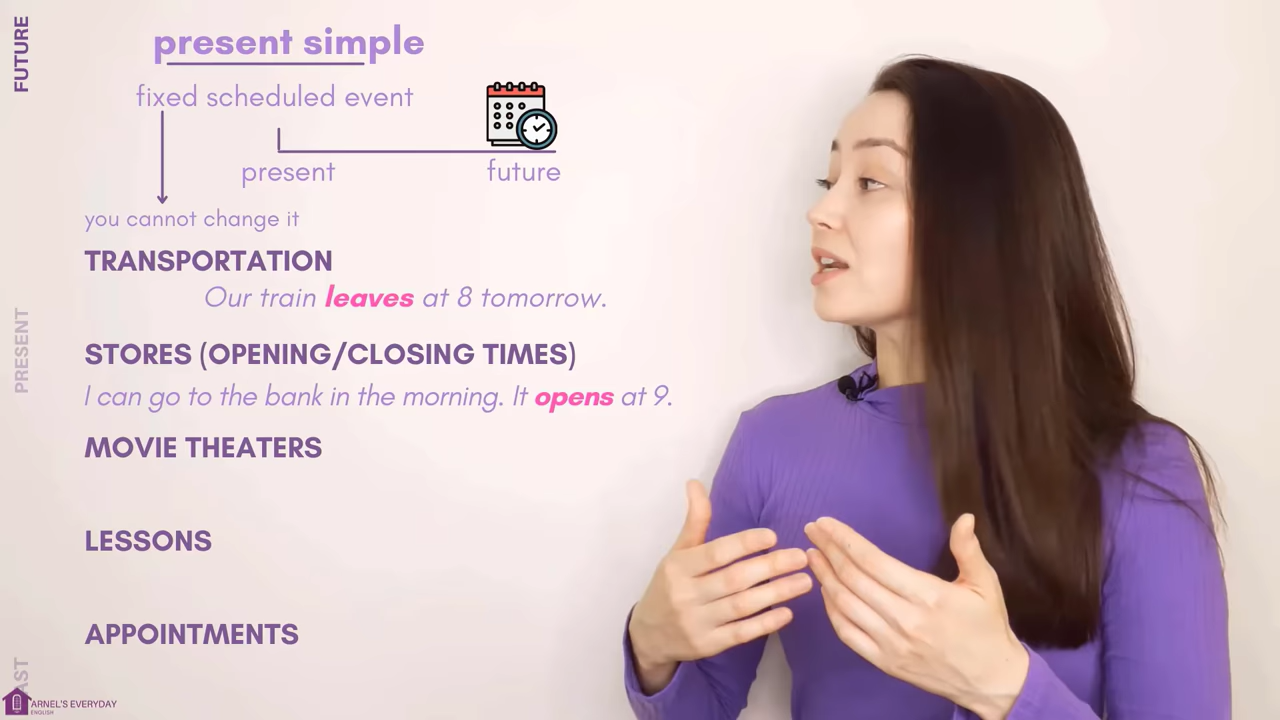 FUTURE
present simple
fixed scheduled event
present
future
you cannot change it
TRANSPORTATION
Our train leaves at 8 tomorrow.
STORES (OPENING/CLOSING TIMES)
I can go to the bank in the morning. It opens at 9.
PRESENT
MOVIE THEATERS
LESSONS
APPOINTMENTS
AST
ARNEL'S EVERYDAY
ENGLISH